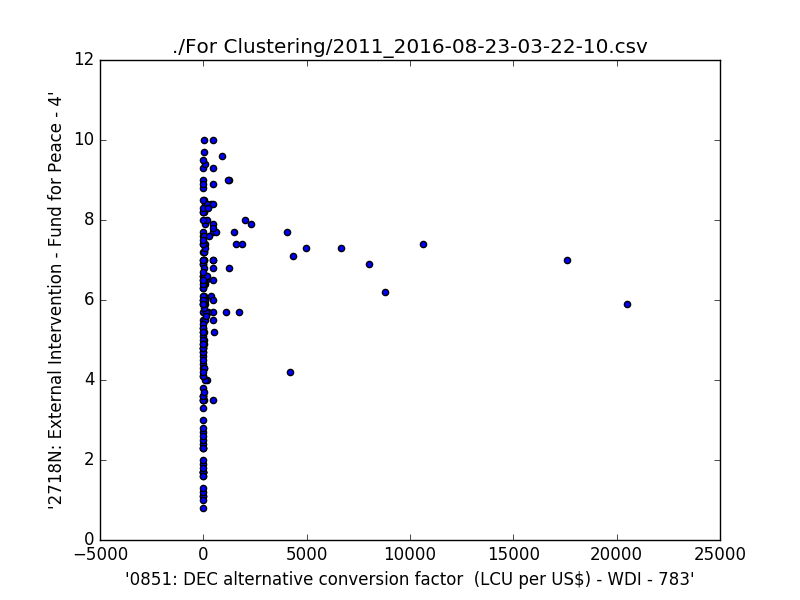 ./For Clustering/2011_2016-08-23-03-22-10.csv
12
10
8
6
4
2
0
'2718N: External Intervention - Fund for Peace - 4'
−5000 0 5000 10000 15000 20000 25000
'0851: DEC alternative conversion factor  (LCU per US$) - WDI - 783'